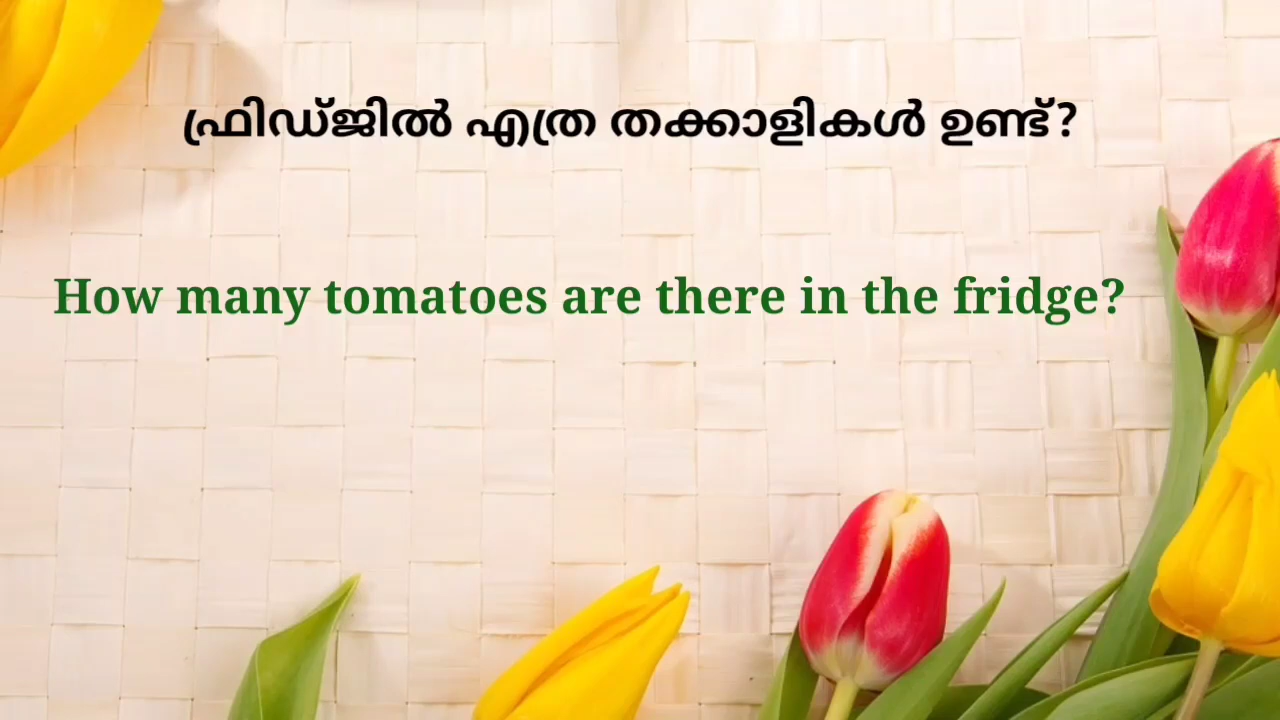 ഫ്രിഡ്ജിൽ എത്ര തക്കാളികൾ ഉണ്ട്?
How many tomatoes are there in the fridge?